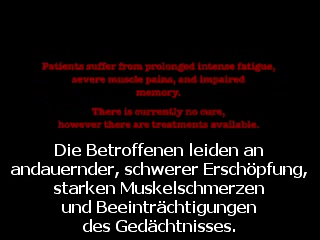 Patients suffer from prolonged intense fatigue,
severe muscle pains, and impaired
memory.
There is currently no cure,
however there are treatments available.
Die Betroffenen leiden an
andauernder, schwerer Erschöpfung,
starken Muskelschmerzen
und Beeinträchtigungen
des Gedächtnisses.